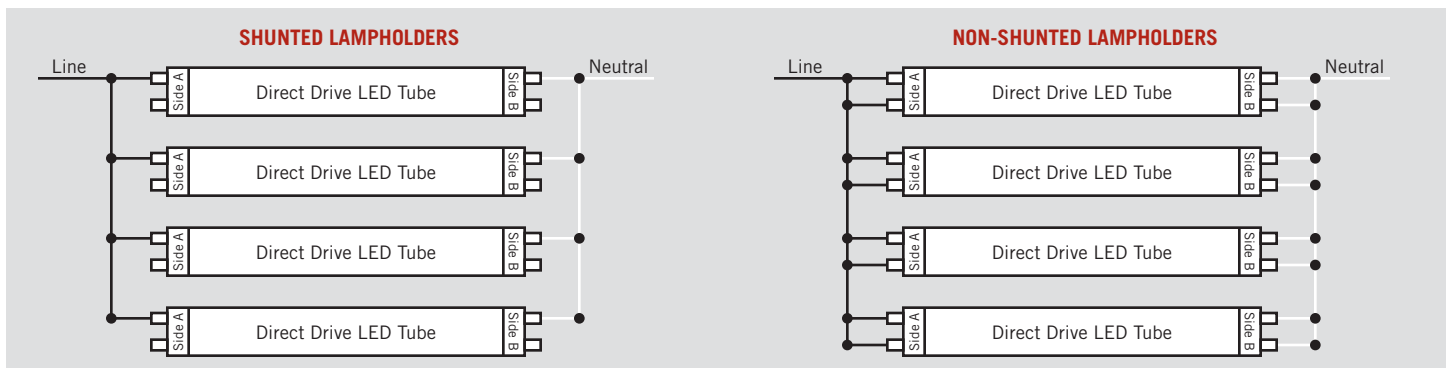 SHUNTED LAMPHOLDERS
Line
Neutral
Side A
Direct Drive LED Tube
Side B
Side A
Direct Drive LED Tube
Side B
Side A
Direct Drive LED Tube
Side B
Side A
Direct Drive LED Tube
Side B
NON-SHUNTED LAMPHOLDERS
Line
Neutral
Side A
Direct Drive LED Tube
Side B
Side A
Direct Drive LED Tube
Side B
Side A
Direct Drive LED Tube
Side B
Side A
Direct Drive LED Tube
Side B